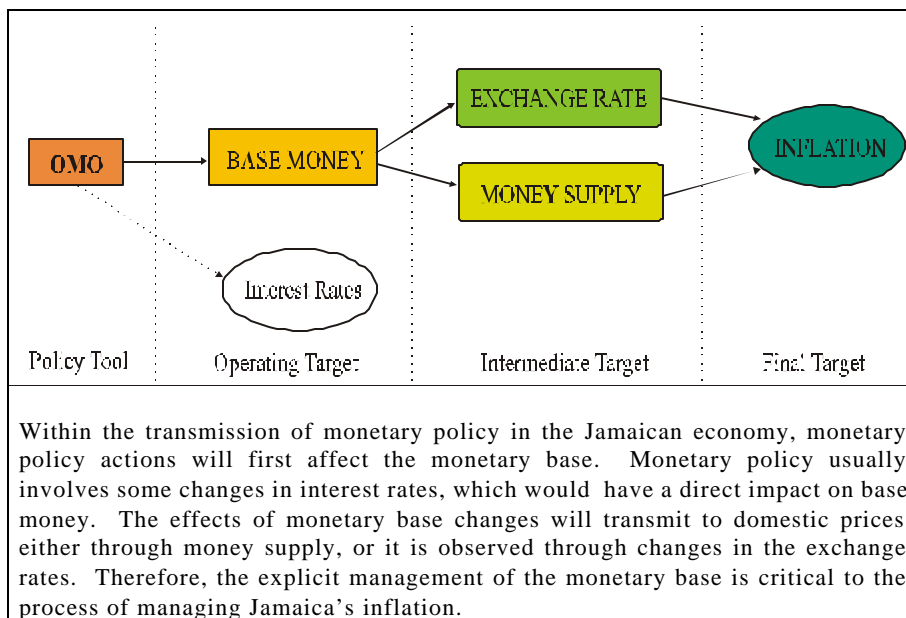 EXCHANGE RATE
INFLATION
OMO
BASE MONEY
MONEY SUPPLY
Interest Rates
Policy Tool
Operating Target
Intermediate Target
Final Target
Within the transmission of monetary policy in the Jamaican economy, monetary
policy actions will first affect the monetary base. Monetary policy usually
involves some changes in interest rates, which would have a direct impact on base
money. The effects of monetary base changes will transmit to domestic prices
either through money supply, or it is observed through changes in the exchange
rates. Therefore, the explicit management of the monetary base is critical to the
process of managing Jamaica's inflation.